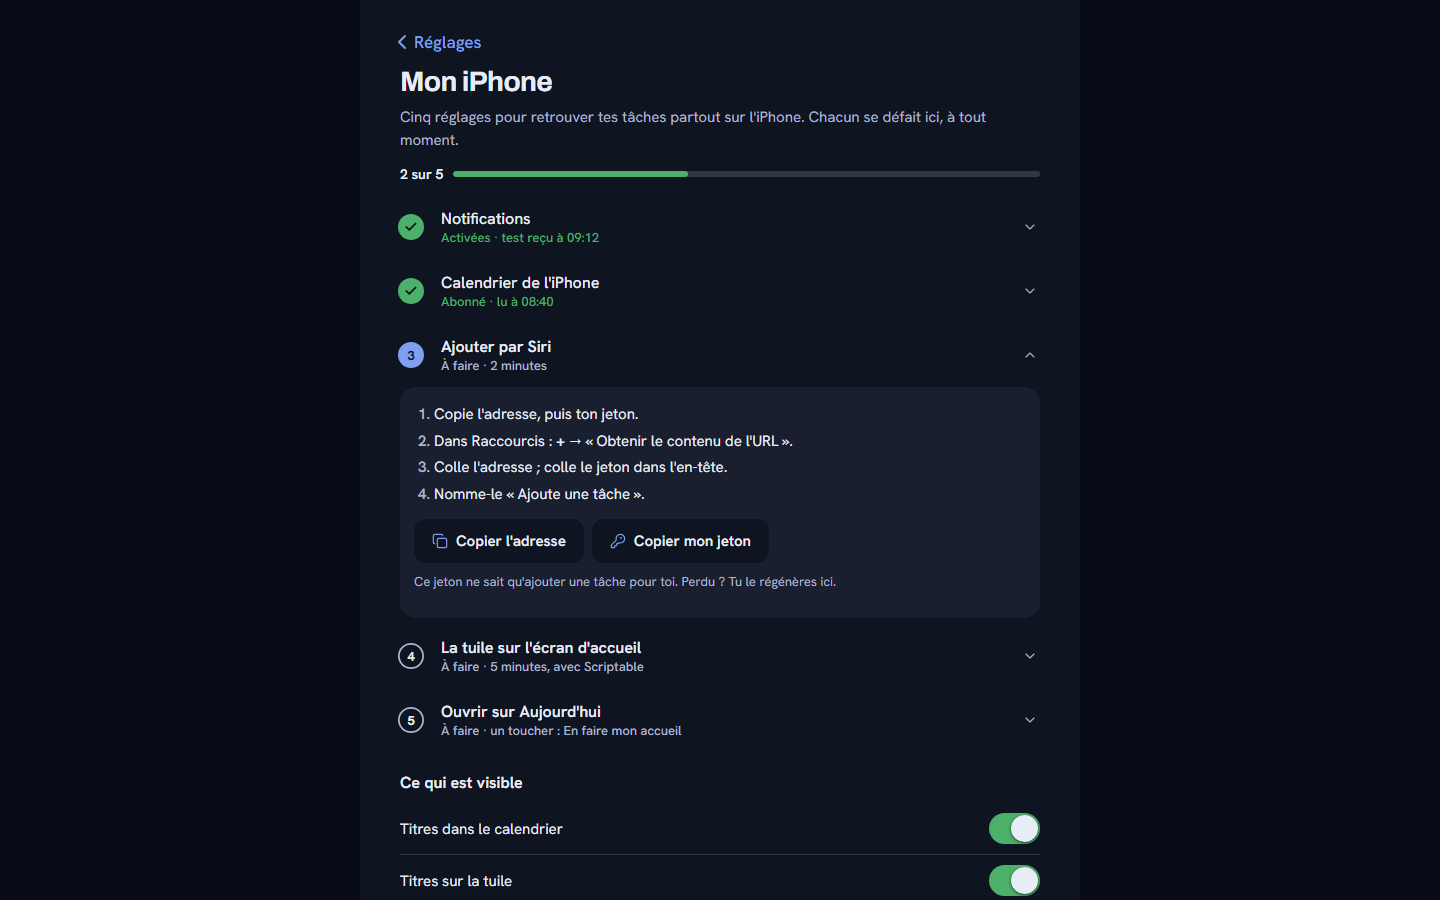 Réglages
Mon iPhone
Cinq réglages pour retrouver tes tâches partout sur l'iPhone. Chacun se défait ici, à tout
moment.
2 sur 5
Notifications
Activées · test reçu à 09:12
Calendrier de l'iPhone
Abonné · lu à 08:40
3
Ajouter par Siri
À faire · 2 minutes
1. Copie l'adresse, puis ton jeton.
2. Dans Raccourcis : + → « Obtenir le contenu de l'URL ».
3. Colle l'adresse ; colle le jeton dans l'en-tête.
4. Nomme-le « Ajoute une tâche ».
Copier l'adresse
Copier mon jeton
Ce jeton ne sait qu'ajouter une tâche pour toi. Perdu ? Tu le régénères ici.
4
La tuile sur l'écran d'accueil
À faire · 5 minutes, avec Scriptable
5
Ouvrir sur Aujourd'hui
À faire · un toucher : En faire mon accueil
Ce qui est visible
Titres dans le calendrier
Titres sur la tuile